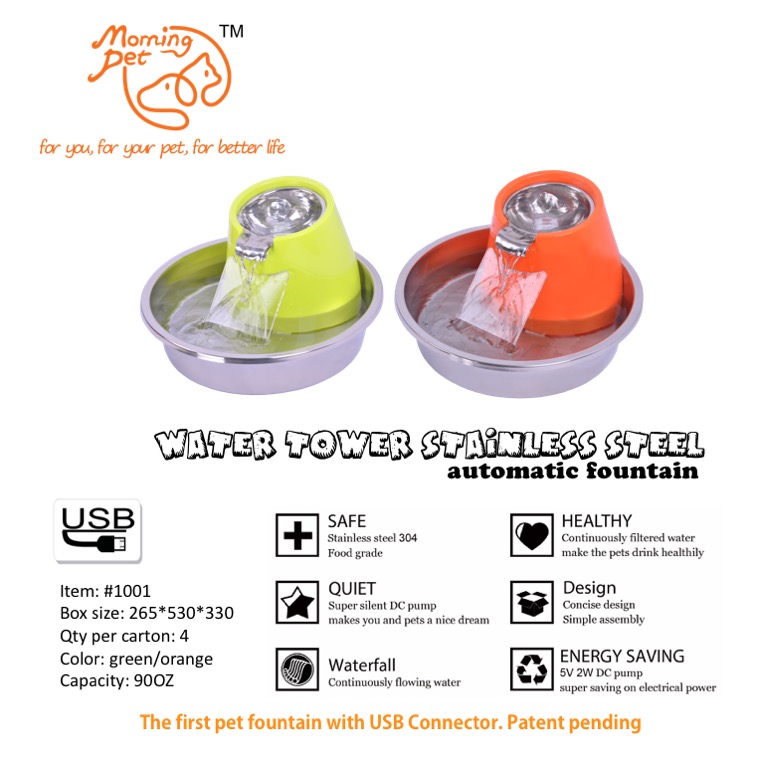 Morning Pet TM
for you, for your pet, for better life
WATER TOWER STAiNLESS STEEL
automatic fountain
USB
Item: #1001
Box size: 265*530*330
Qty per carton: 4
Color: green/orange
Capacity: 90OZ
SAFE
Stainless steel 304
Food grade
QUIET
Super silent DC pump
makes you and pets a nice dream
Waterfall
Continuously flowing water
HEALTHY
Continuously filtered water
make the pets drink healthily
Design
Concise design
Simple assembly
ENERGY SAVING
5V 2W DC pump
super saving on electrical power
The first pet fountain with USB Connector. Patent pending